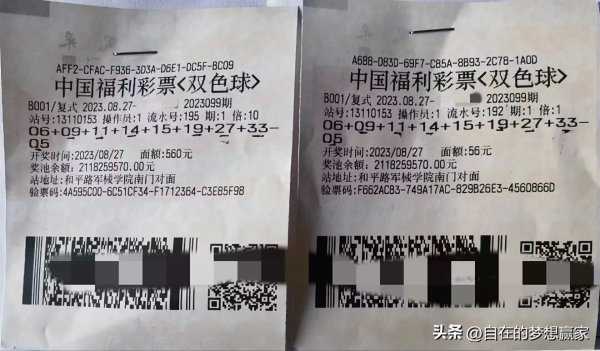 AFF2-CFAC-F936-3D3A-D6E1-DC5F-BC09
中国福利彩票<双色球>
B001/复式 2023.08.27- 2023099期
站号:13110153 操作员:1 流水号:195 期:1 倍:10
06+09+11+14+15+19+27+33-
05
开奖时间:2023/08/27 面额:560元
奖池余额: 2118259570.00元
站地址:和平路军械学院南门对面
验票码:4A595C00-6C51CF34-F1712364-C3E85F98
A6BB-D83D-69F7-C85A-8B93-2C78-1A0D
中国福利彩票<双色球>
B001/复式 2023.08.27- 2023099期
站号:13110153 操作员:1 流水号:192 期:1 倍:1
06+09+11+14+15+19+27+33-
05
开奖时间:2023/08/27 面额:56元
奖池余额: 2118259570.00元
站地址:和平路军械学院南门对面
验票码:F662ACB3-749A17AC-829B26E3-4560866D
头条 @自在的梦想赢家